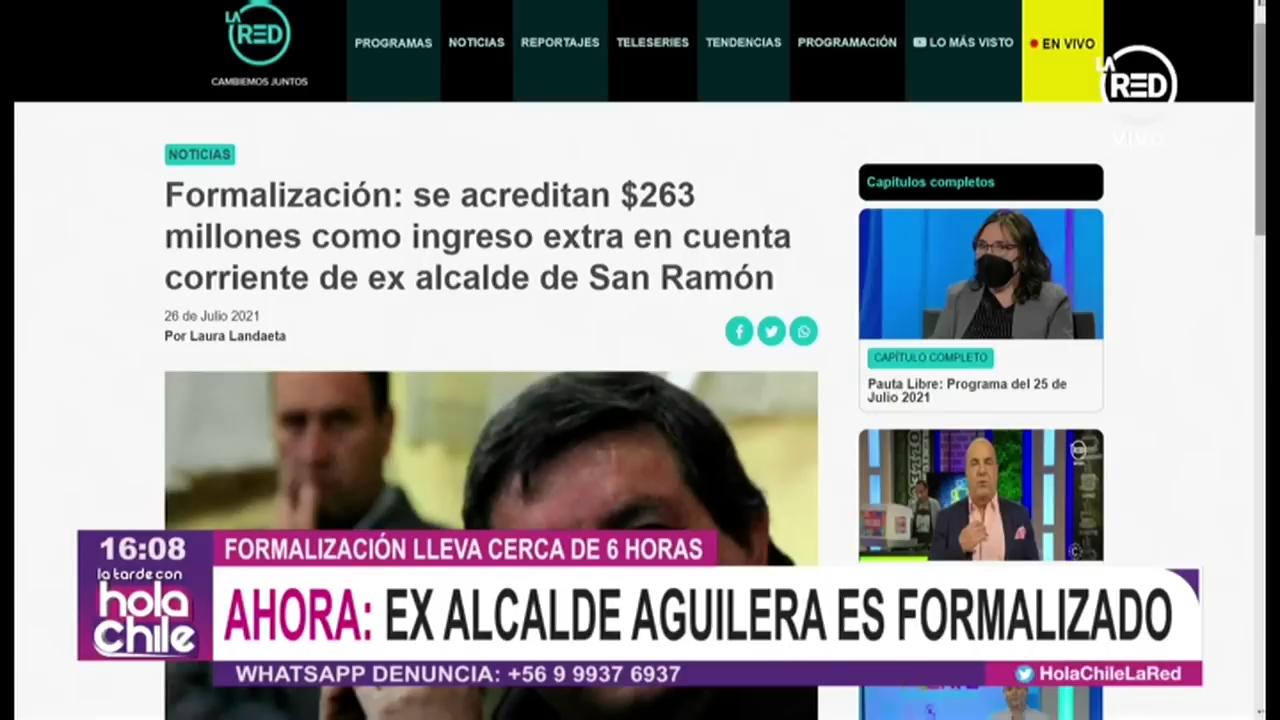 LA
RED
CAMBIEMOS JUNTOS
PROGRAMAS
NOTICIAS
REPORTAJES
TELESERIES
TENDENCIAS
PROGRAMACIÓN
LO MÁS VISTO
EN VIVO
LA
RED
VIVO
NOTICIAS
Formalización: se acreditan $263
millones como ingreso extra en cuenta
corriente de ex alcalde de San Ramón
26 de Julio 2021
Por Laura Landaeta
Capitulos completos
CAPÍTULO COMPLETO
Pauta Libre: Programa del 25 de
Julio 2021
16:08
la tarde con
hola
chile
FORMALIZACIÓN LLEVA CERCA DE 6 HORAS
AHORA: EX ALCALDE AGUILERA ES FORMALIZADO
WHATSAPP DENUNCIA: +56 9 9937 6937
HolaChileLaRed